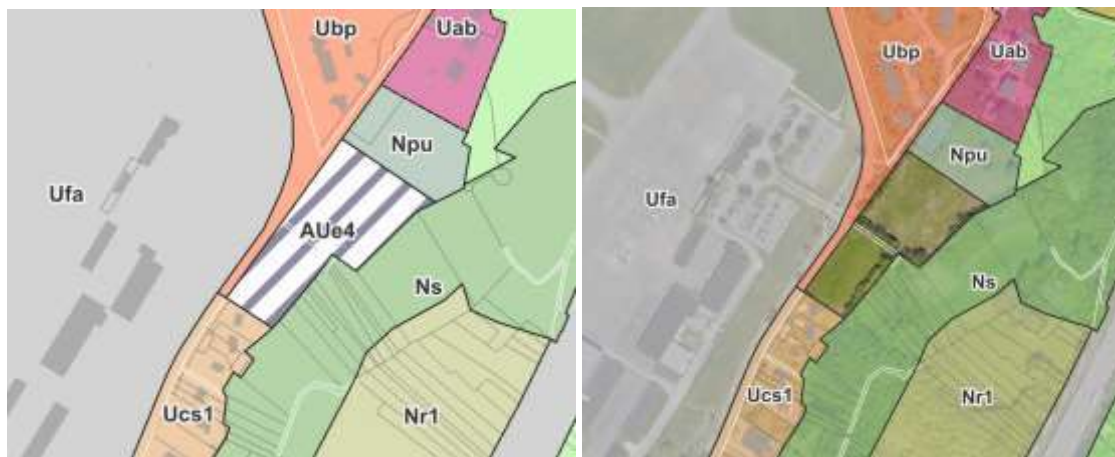 Ubp
Uab
Npu
Ufa
AUe4
Ns
Ucs1
Nr1
Ubp
Uab
Npu
Ufa
Ns
Ucs1
Nr1